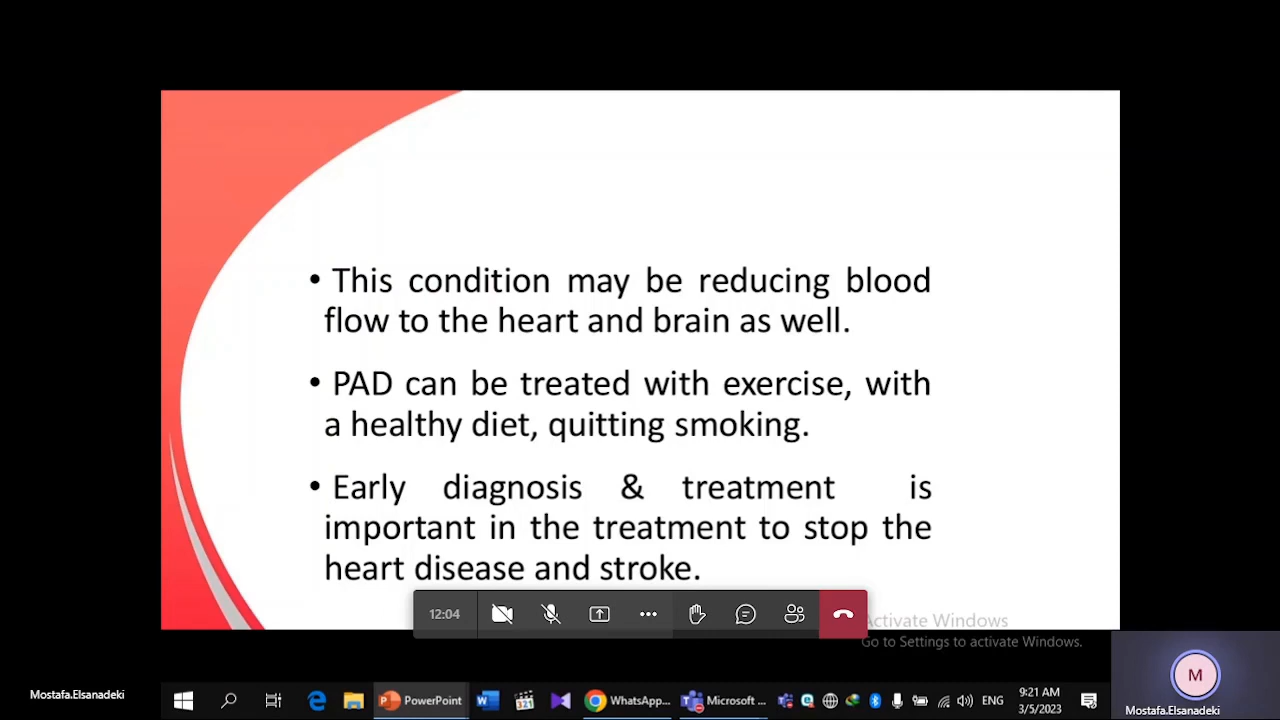 • This condition may be reducing blood
flow to the heart and brain as well.
• PAD can be treated with exercise, with
a healthy diet, quitting smoking.
• Early diagnosis & treatment is
important in the treatment to stop the
heart disease and stroke.
12:04
Activate Windows
Go to Settings to activate Windows.
M
Mostafa.Elsanadeki
Mostafa.Elsanadeki
PowerPoint
WhatsApp...
Microsoft ...
ENG
9:21 AM
3/5/2023